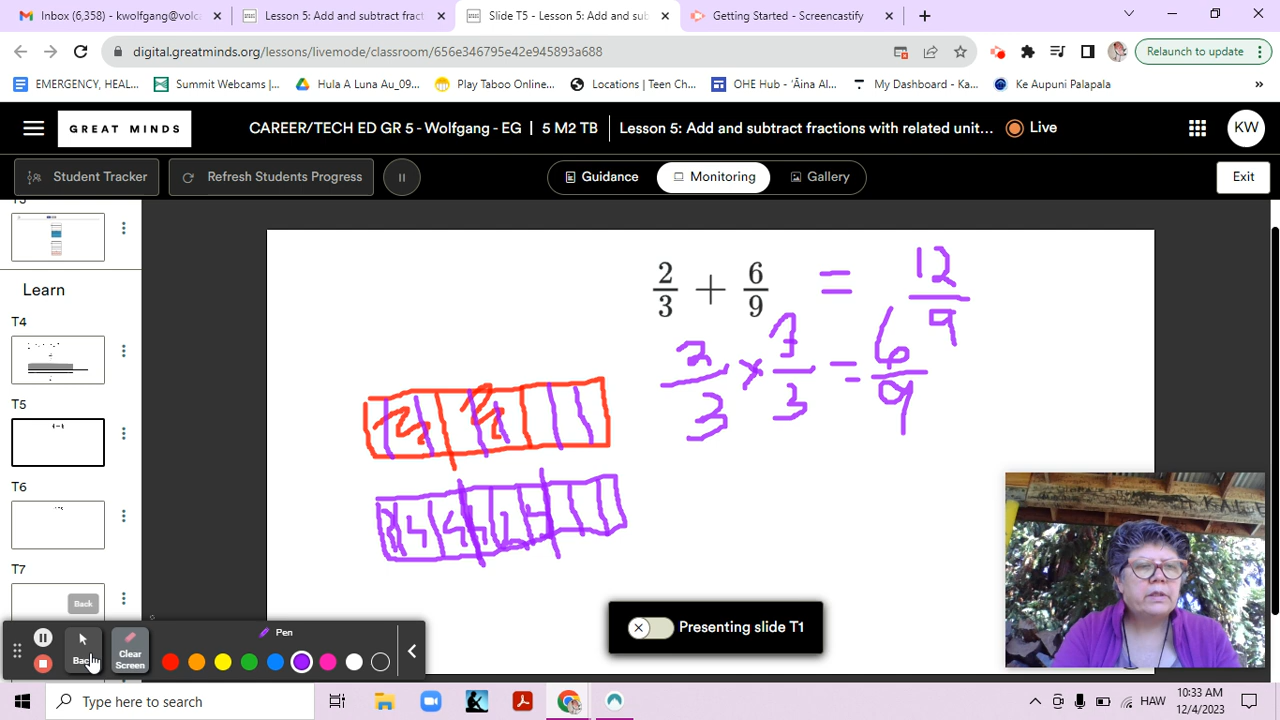 Inbox (6,358) - kwolfgang@volca
Lesson 5: Add and subtract fract
Slide T5 - Lesson 5: Add and sub
Getting Started - Screencastify
digital.greatminds.org/lessons/livemode/classroom/656e346795e42e945893a688
Relaunch to update
EMERGENCY, HEAL...
Summit Webcams |...
Hula A Luna Au_09...
Play Taboo Online...
Locations | Teen Ch...
OHE Hub - ʻĀina Al...
My Dashboard - Ka...
Ke Aupuni Palapala
»
GREAT MINDS
CAREER/TECH ED GR 5 - Wolfgang - EG
5 M2 TB
Lesson 5: Add and subtract fractions with related unit...
Live
KW
Student Tracker
Refresh Students Progress
Guidance
Monitoring
Gallery
Exit
Learn
T4
T5
T6
T7
Back
2/3 + 6/9 = 12/9
2/3 × 3/3 = 6/9
Presenting slide T1
Pen
Back
Clear
Screen
Type here to search
HAW
10:33 AM
12/4/2023